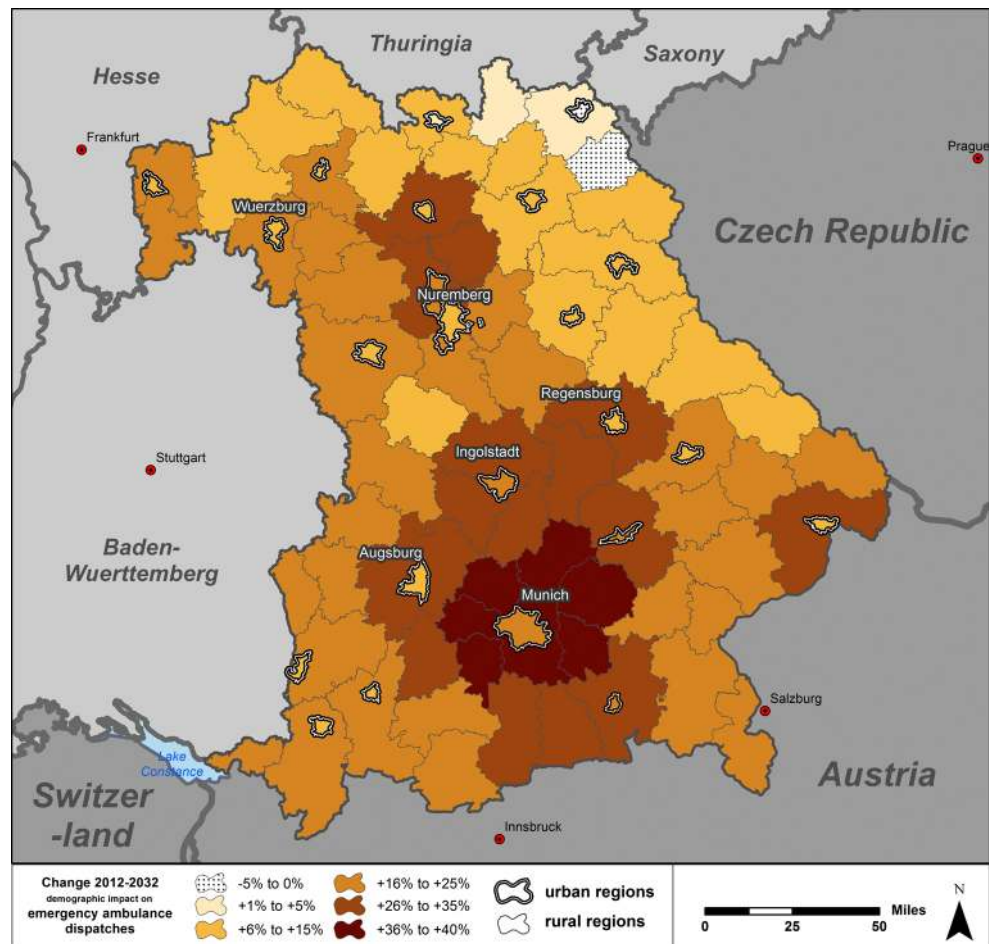 Thuringia
Saxony
Hesse
Frankfurt
Prague
Wuerzburg
Czech Republic
Nuremberg
Regensburg
Ingolstadt
Stuttgart
Baden-
Wuerttemberg
Augsburg
Munich
Salzburg
Lake
Constance
Austria
Switzer
-land
Innsbruck
Change 2012-2032
demographic impact on
emergency ambulance
dispatches
-5% to 0%
+1% to +5%
+6% to +15%
+16% to +25%
+26% to +35%
+36% to +40%
urban regions
rural regions
Miles
0 25 50
N